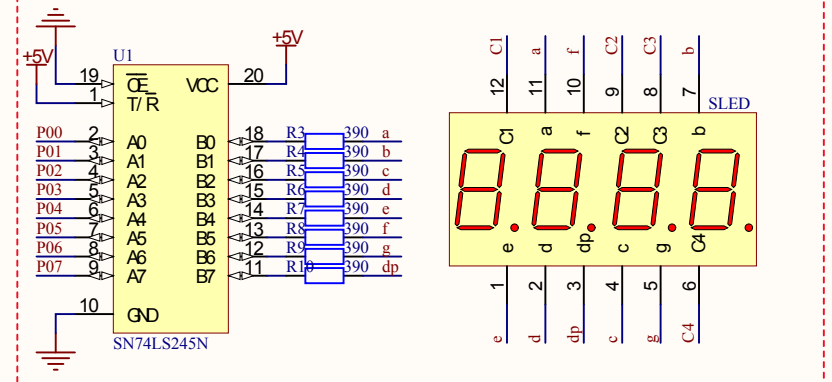 +5V
U1
+5V
19 OE VCC 20
1 T/R
P00 2 A0 B0 18 R3 390 a
P01 3 A1 B1 17 R4 390 b
P02 4 A2 B2 16 R5 390 c
P03 5 A3 B3 15 R6 390 d
P04 6 A4 B4 14 R7 390 e
P05 7 A5 B5 13 R8 390 f
P06 8 A6 B6 12 R9 390 g
P07 9 A7 B7 11 R10 390 dp
10 GND
SN74LS245N
C1 a f C2 C3 b
12 11 10 9 8 7
SLED
C1 a f C2 C3 b
8. 8. 8. 8.
e d dp c g C4
1 2 3 4 5 6
e d dp c g C4